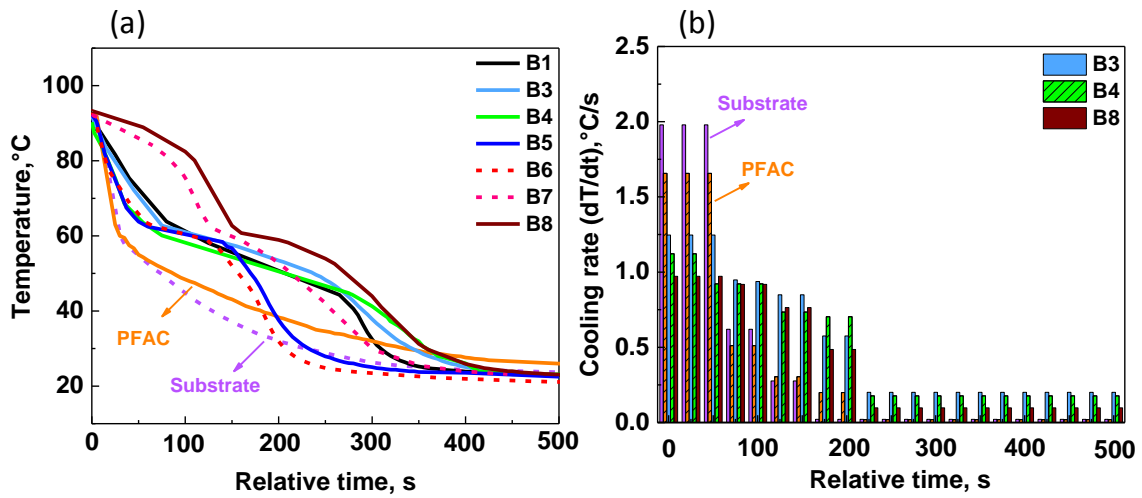 (a)
Temperature,°C
100
80
60
40
20
B1
B3
B4
B5
B6
B7
B8
PFAC
Substrate
0 100 200 300 400 500
Relative time, s
(b)
Cooling rate (dT/dt),°C/s
2.5
2.0
1.5
1.0
0.5
0.0
B3
B4
B8
Substrate
PFAC
0 100 200 300 400 500
Relative time, s